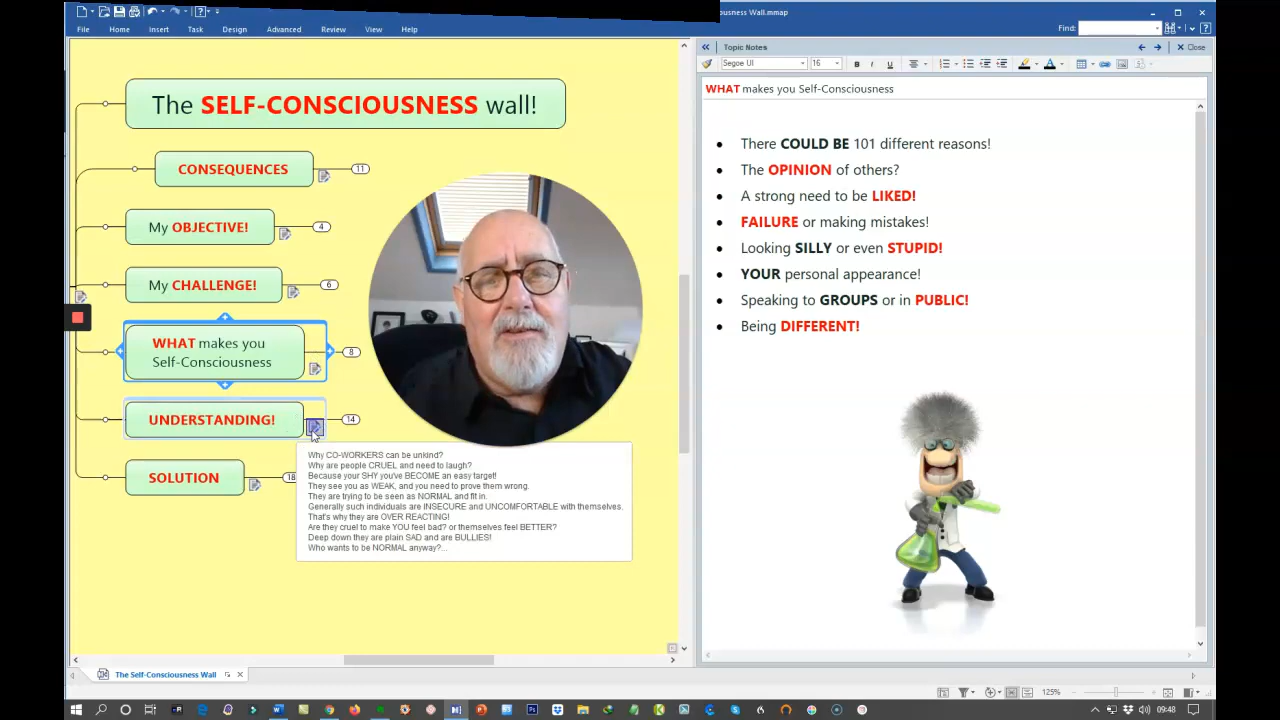 ousness Wall.mmap
File Home Insert Task Design Advanced Review View Help
Find:
Topic Notes
Close
Segoe UI 16 B I U
The SELF-CONSCIOUSNESS wall!
CONSEQUENCES 11
My OBJECTIVE! 4
My CHALLENGE! 6
WHAT makes you
Self-Consciousness
8
UNDERSTANDING! 14
SOLUTION 18
Why CO-WORKERS can be unkind?
Why are people CRUEL and need to laugh?
Because your SHY you've BECOME an easy target!
They see you as WEAK, and you need to prove them wrong.
They are trying to be seen as NORMAL and fit in.
Generally such individuals are INSECURE and UNCOMFORTABLE with themselves.
That's why they are OVER REACTING!
Are they cruel to make YOU feel bad? or themselves feel BETTER?
Deep down they are plain SAD and are BULLIES!
Who wants to be NORMAL anyway?...
WHAT makes you Self-Consciousness
• There COULD BE 101 different reasons!
• The OPINION of others?
• A strong need to be LIKED!
• FAILURE or making mistakes!
• Looking SILLY or even STUPID!
• YOUR personal appearance!
• Speaking to GROUPS or in PUBLIC!
• Being DIFFERENT!
The Self-Consciousness Wall
125%
09:48